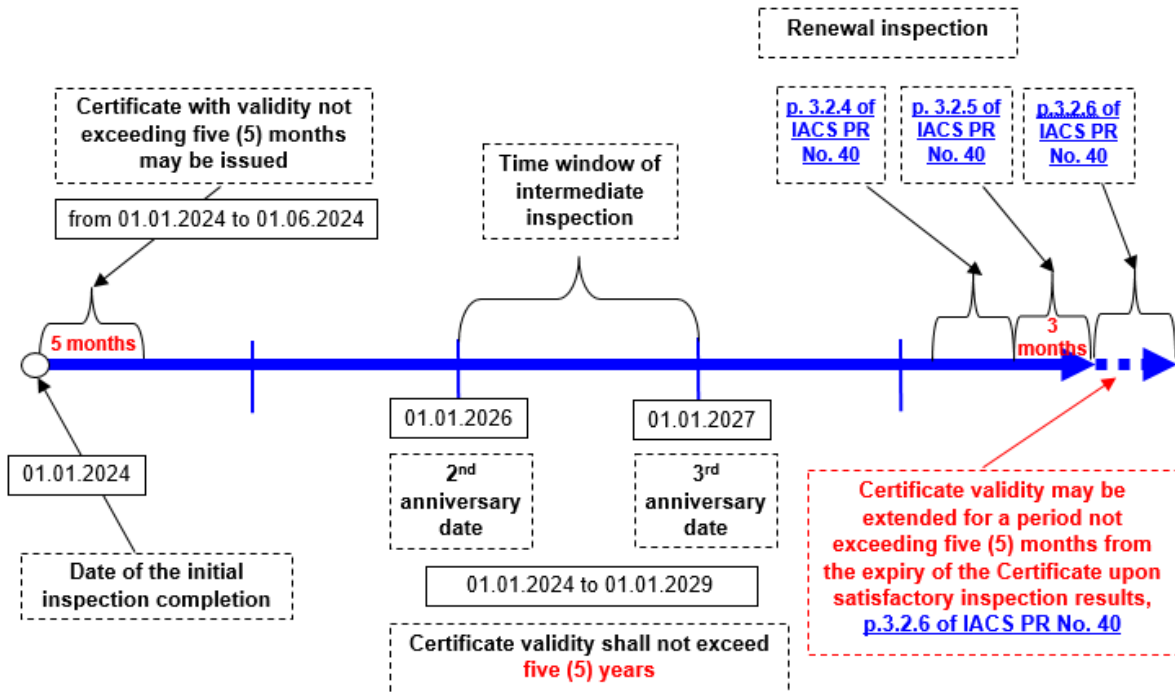 Renewal inspection
Certificate with validity not
exceeding five (5) months
may be issued
from 01.01.2024 to 01.06.2024
Time window of
intermediate
inspection
p. 3.2.4 of
IACS PR
No. 40
p. 3.2.5 of
IACS PR
No. 40
p.3.2.6 of
IACS PR
No. 40
5 months
3
months
01.01.2024
01.01.2026
01.01.2027
2nd
anniversary
date
3rd
anniversary
date
Date of the initial
inspection completion
01.01.2024 to 01.01.2029
Certificate validity shall not exceed
five (5) years
Certificate validity may be
extended for a period not
exceeding five (5) months from
the expiry of the Certificate upon
satisfactory inspection results,
p.3.2.6 of IACS PR No. 40